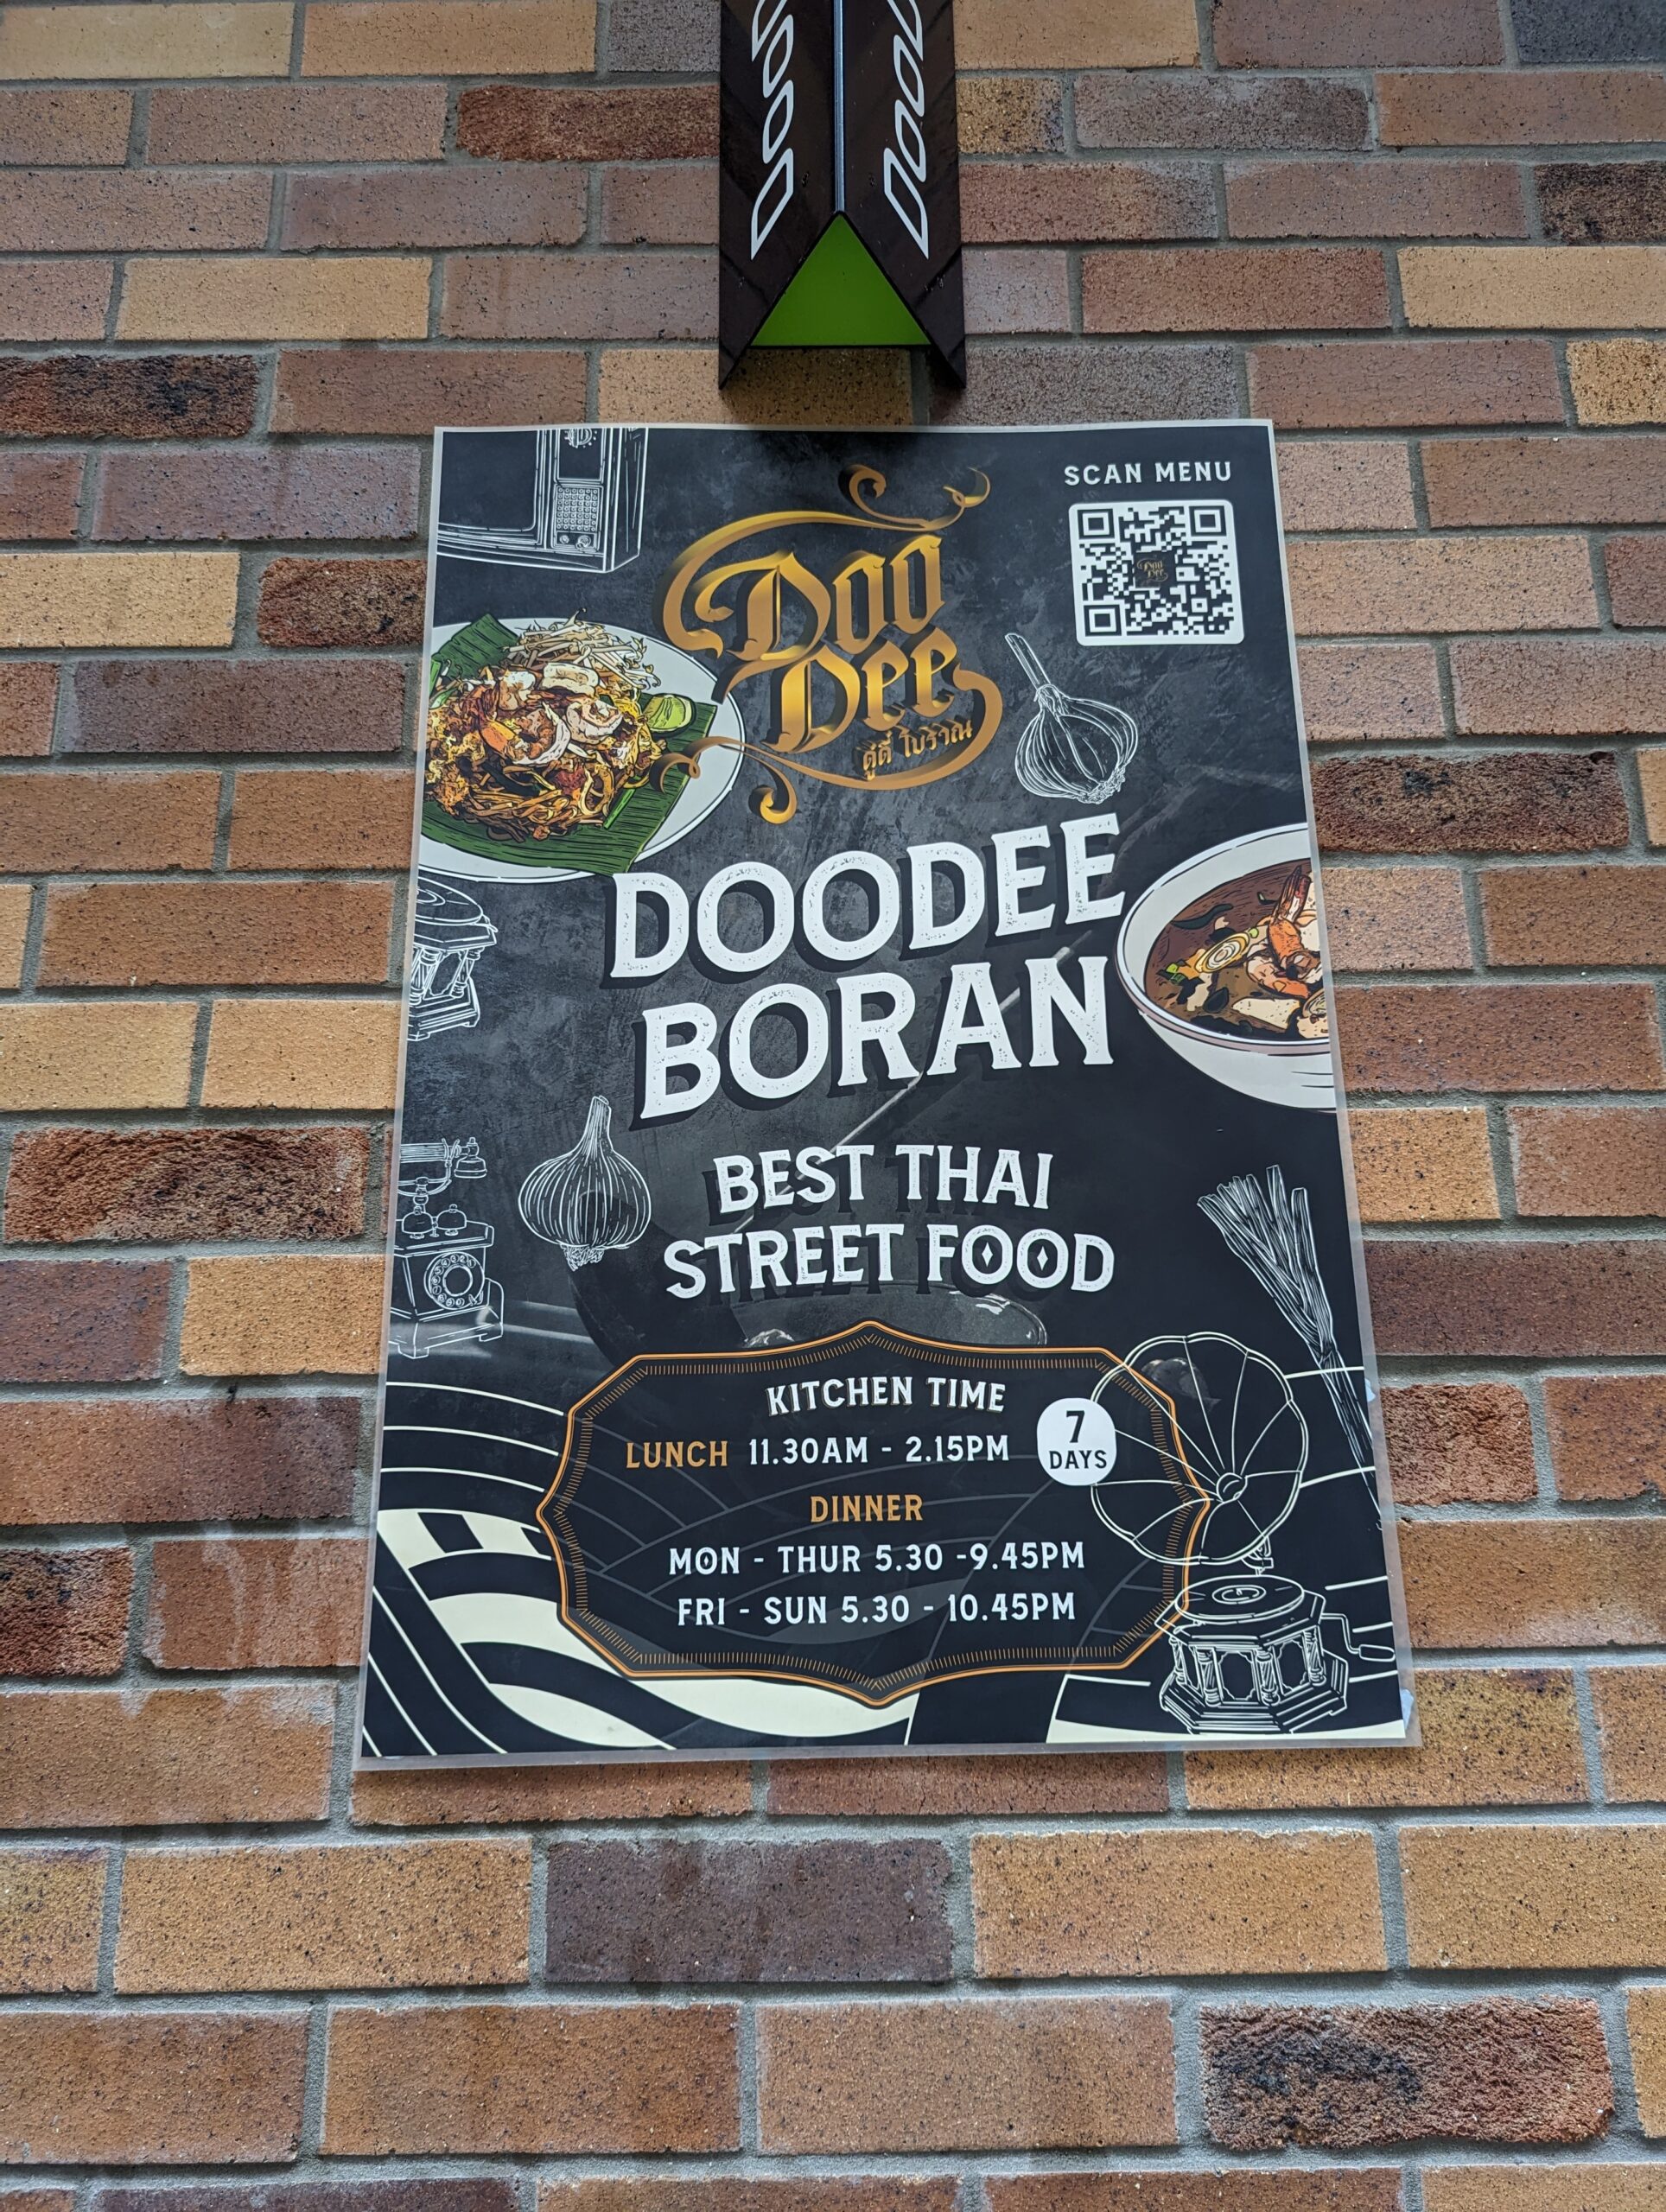 SCAN MENU
Doo
Dee
ดูดี โบราณ
DOODEE
BORAN
BEST THAI
STREET FOOD
KITCHEN TIME
LUNCH 11.30AM - 2.15PM
7
DAYS
DINNER
MON - THUR 5.30 -9.45PM
FRI - SUN 5.30 - 10.45PM